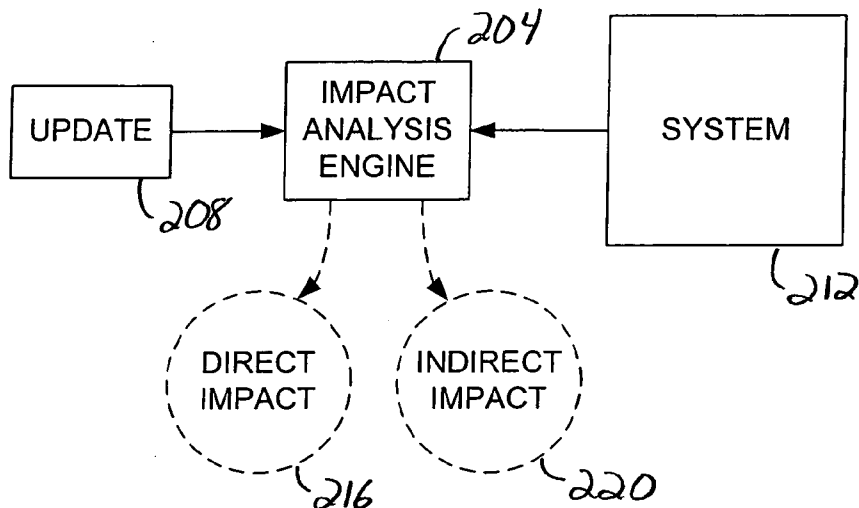 204
IMPACT
ANALYSIS
ENGINE
UPDATE
SYSTEM
208
212
DIRECT
IMPACT
INDIRECT
IMPACT
216
220